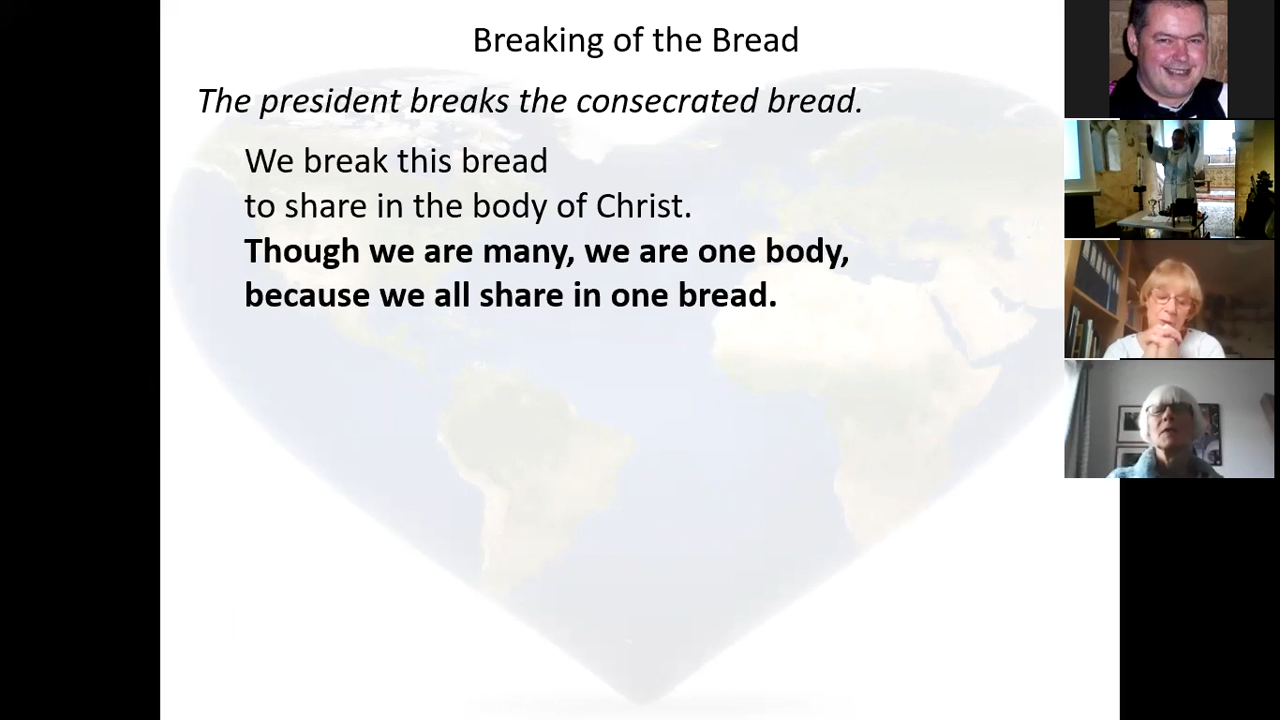 Breaking of the Bread
The president breaks the consecrated bread.
We break this bread
to share in the body of Christ.
Though we are many, we are one body,
because we all share in one bread.